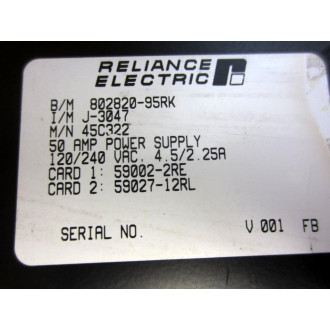 RELIANCE
ELECTRIC
B/M 802820-95RK
I/M J-3047
M/N 45C322
50 AMP POWER SUPPLY
120/240 VAC. 4.5/2.25A
CARD 1: 59002-2RE
CARD 2: 59027-12RL
SERIAL NO. V 001 FB